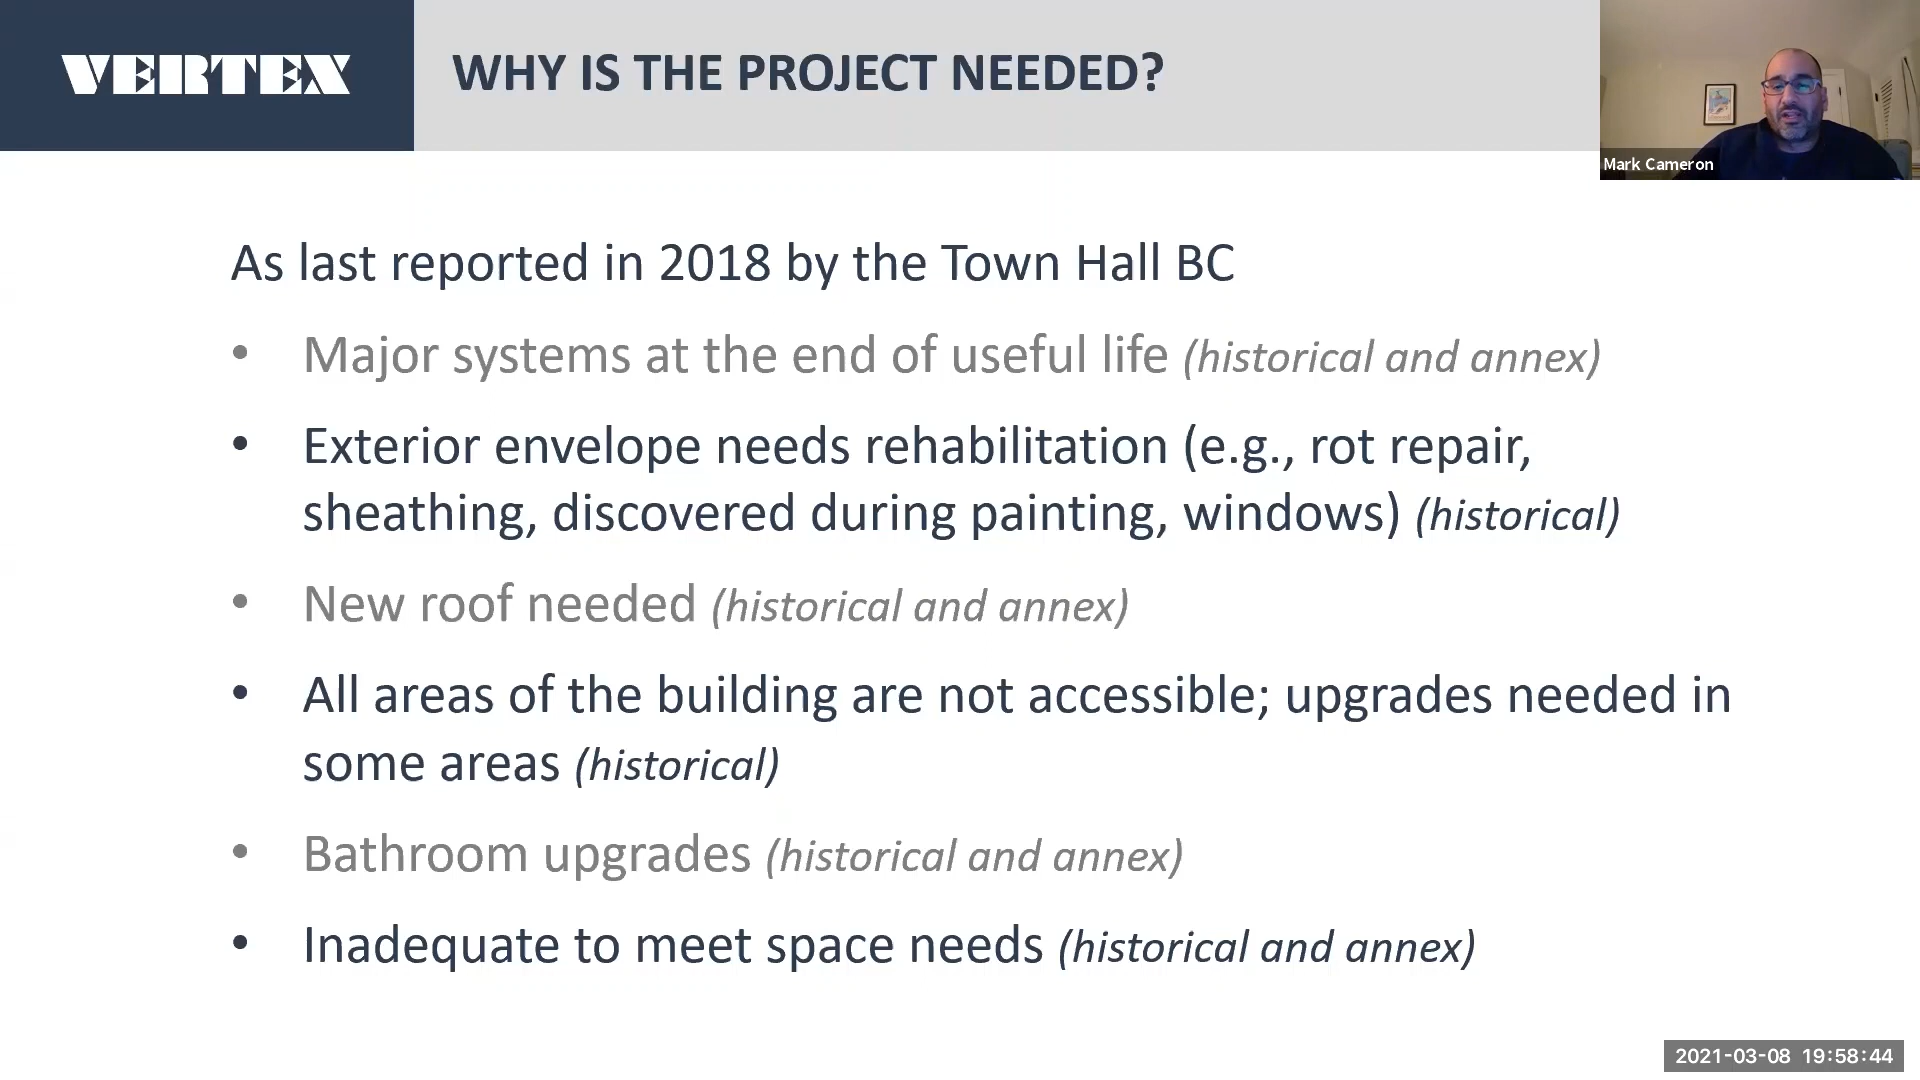 VERTEX
WHY IS THE PROJECT NEEDED?
Mark Cameron
As last reported in 2018 by the Town Hall BC
• Major systems at the end of useful life (historical and annex)
• Exterior envelope needs rehabilitation (e.g., rot repair,
sheathing, discovered during painting, windows) (historical)
• New roof needed (historical and annex)
• All areas of the building are not accessible; upgrades needed in
some areas (historical)
• Bathroom upgrades (historical and annex)
• Inadequate to meet space needs (historical and annex)
2021-03-08 19:58:44